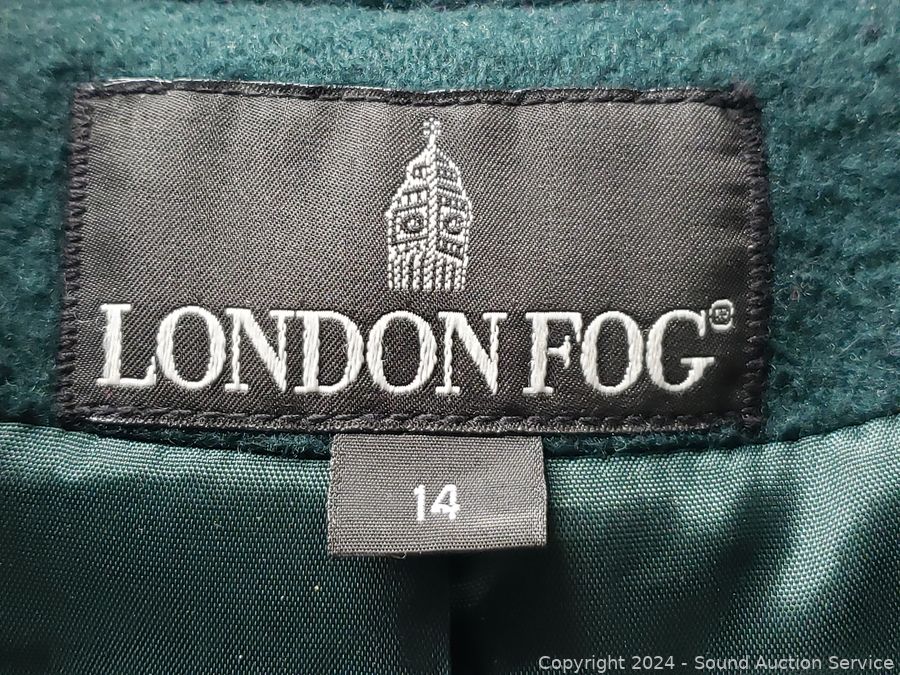 LONDON FOG®
14
Copyright 2024 - Sound Auction Service